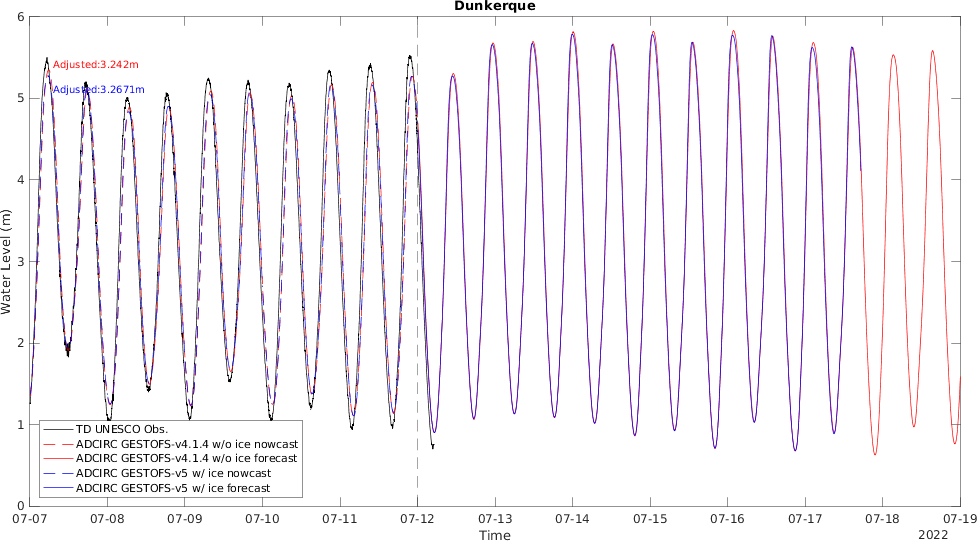 Dunkerque
6
5
4
3
2
1
0
Water Level (m)
Adjusted:3.242m
Adjusted:3.2671m
TD UNESCO Obs.
ADCIRC GESTOFS-v4.1.4 w/o ice nowcast
ADCIRC GESTOFS-v4.1.4 w/o ice forecast
ADCIRC GESTOFS-v5 w/ ice nowcast
ADCIRC GESTOFS-v5 w/ ice forecast
07-07 07-08 07-09 07-10 07-11 07-12 07-13 07-14 07-15 07-16 07-17 07-18 07-19
Time
2022